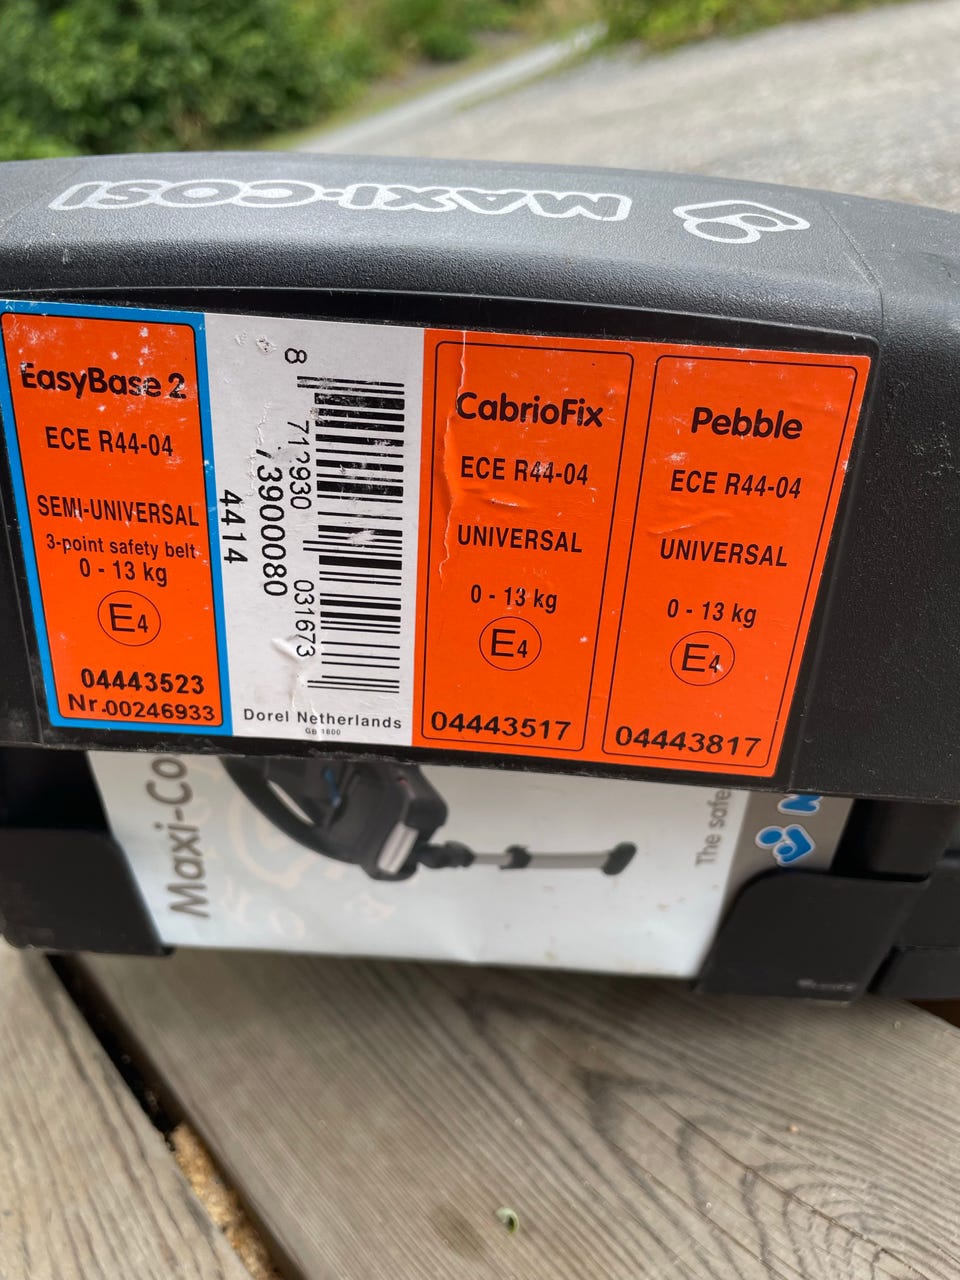 MAXI-COSI
EasyBase 2
ECE R44-04
SEMI-UNIVERSAL
3-point safety belt
0 - 13 kg
E4
04443523
Nr.00246933
8 712930 031673
73900080
4414
Dorel Netherlands
GB 1800
CabrioFix
ECE R44-04
UNIVERSAL
0 - 13 kg
E4
04443517
Pebble
ECE R44-04
UNIVERSAL
0 - 13 kg
E4
04443817
Maxi-Co
The safe